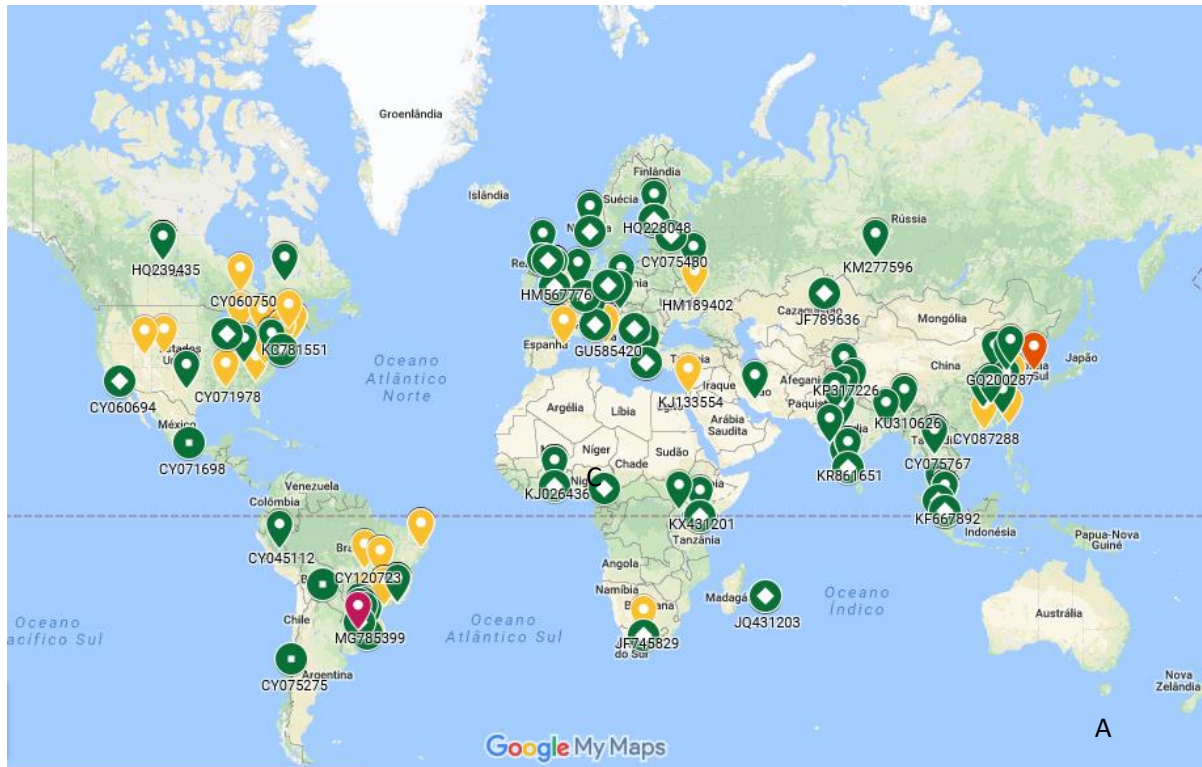 Groenlândia
Islândia
Finlândia
Suécia
Rússia
HQ239435
HQ228048
CY075480
KM277596
CY060750
HM567776
HM189402
JF789636
Cazaquistão
Mongólia
KC781551
GU585420
Espanha
Oceano
Atlântico
Norte
KJ133554
Iraque
KP317226
China
GQ200287
Japão
CY060694
CY071978
México
Argélia
Líbia
Arábia
Saudita
KU310626
CY087288
CY071698
Níger
Chade
Sudão
C
KR861651
CY075767
Venezuela
Colômbia
KJ026436
KX431201
KF667892
Indonésia
Papua-Nova
Guiné
CY045112
Tanzânia
CY120723
Angola
Namíbia
Oceano
Índico
JQ431203
Austrália
Chile
MG785399
Oceano
Atlântico Sul
JF745829
do Sul
CY075275
Argentina
Nova
Zelândia
A
Google My Maps